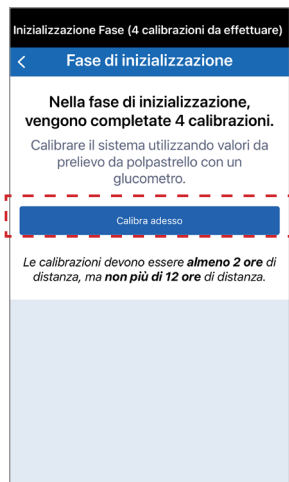 Inizializzazione Fase (4 calibrazioni da effettuare)
Fase di inizializzazione
Nella fase di inizializzazione,
vengono completate 4 calibrazioni.
Calibrare il sistema utilizzando valori da
prelievo da polpastrello con un
glucometro.
Calibra adesso
Le calibrazioni devono essere almeno 2 ore di
distanza, ma non più di 12 ore di distanza.